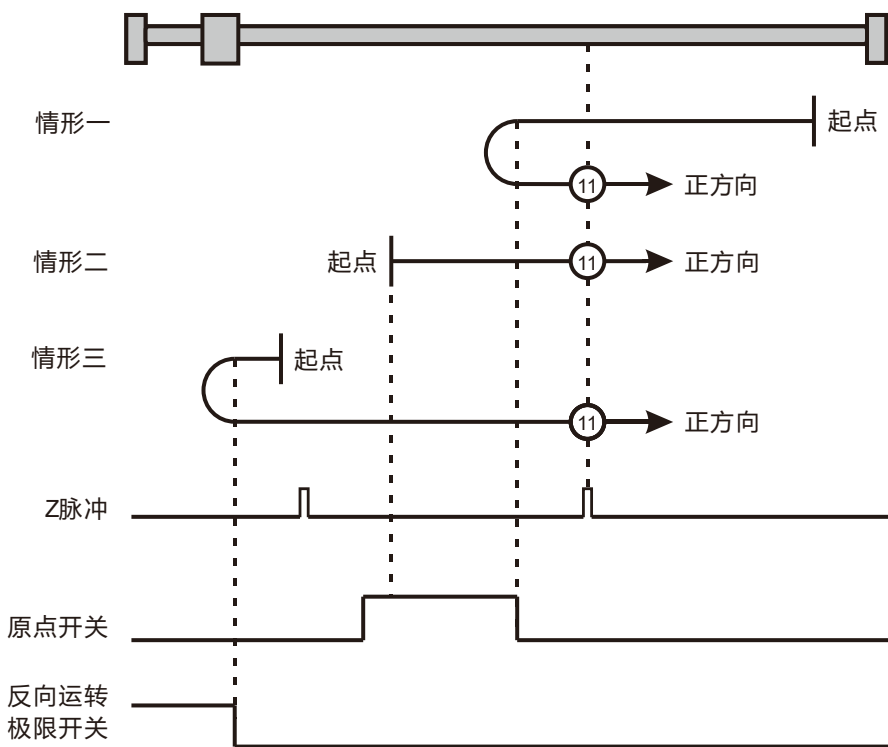 情形一
起点
11
正方向
情形二
起点
11
正方向
情形三
起点
11
正方向
Z脉冲
原点开关
反向运转
极限开关